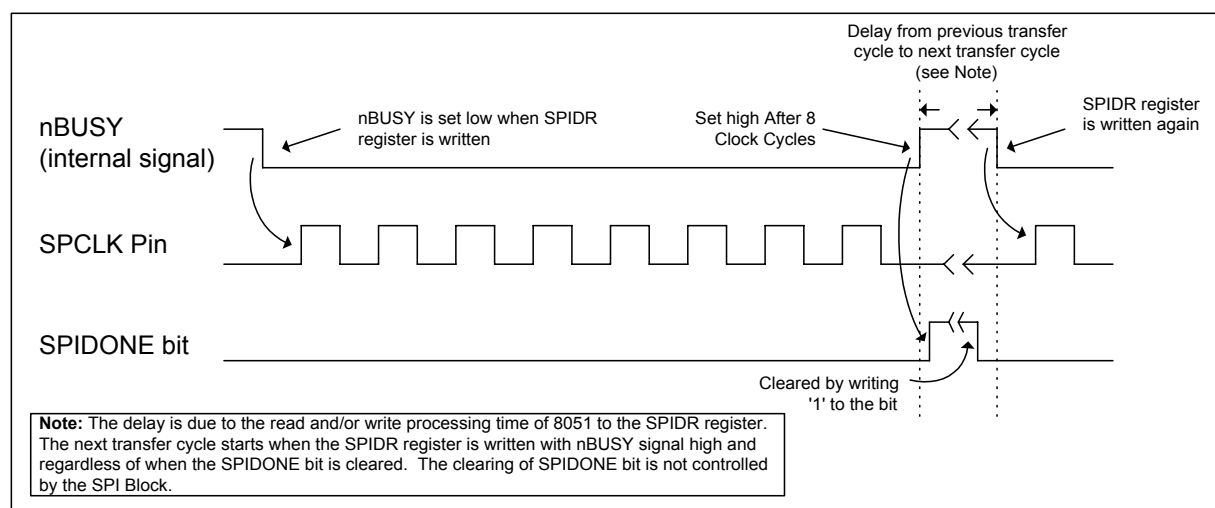 Delay from previous transfer
cycle to next transfer cycle
(see Note)
nBUSY
(internal signal)
nBUSY is set low when SPIDR
register is written
Set high After 8
Clock Cycles
SPIDR register
is written again
SPCLK Pin
SPIDONE bit
Cleared by writing
'1' to the bit
Note: The delay is due to the read and/or write processing time of 8051 to the SPIDR register.
The next transfer cycle starts when the SPIDR register is written with nBUSY signal high and
regardless of when the SPIDONE bit is cleared. The clearing of SPIDONE bit is not controlled
by the SPI Block.